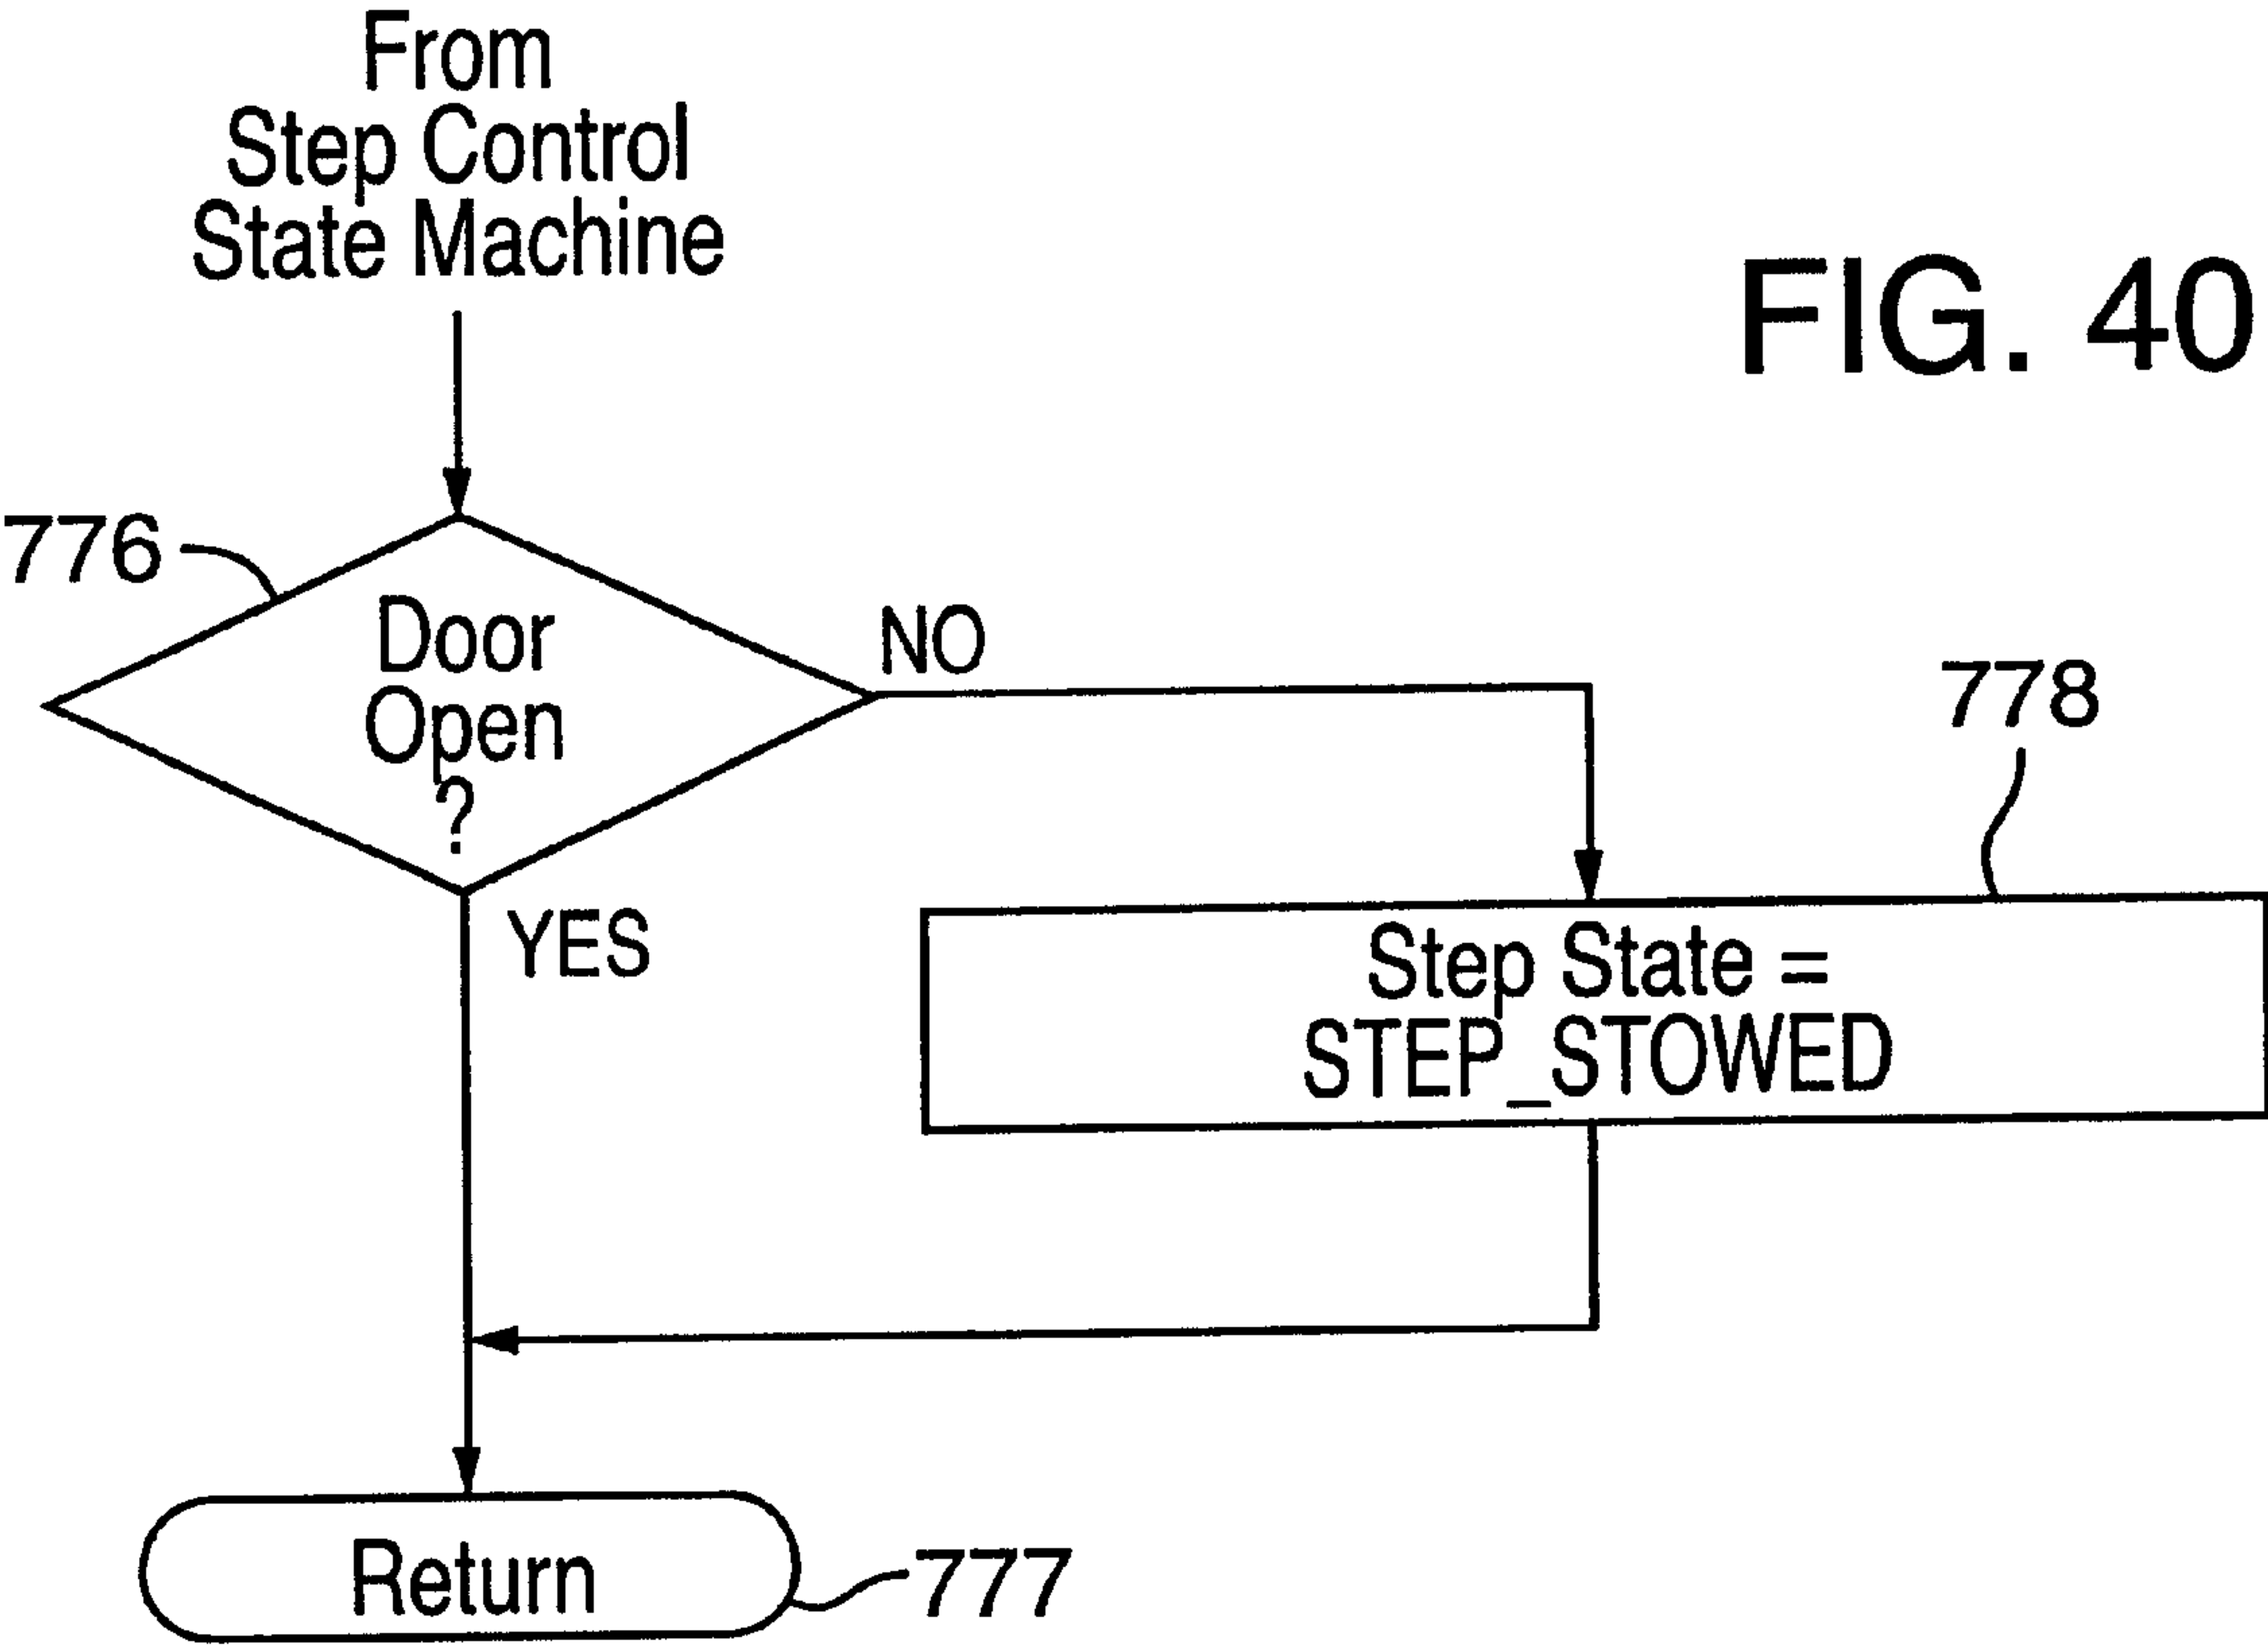 From
Step Control
State Machine
FIG. 40
776
Door
Open
?
NO
778
YES
Step State =
STEP_STOWED
Return
777